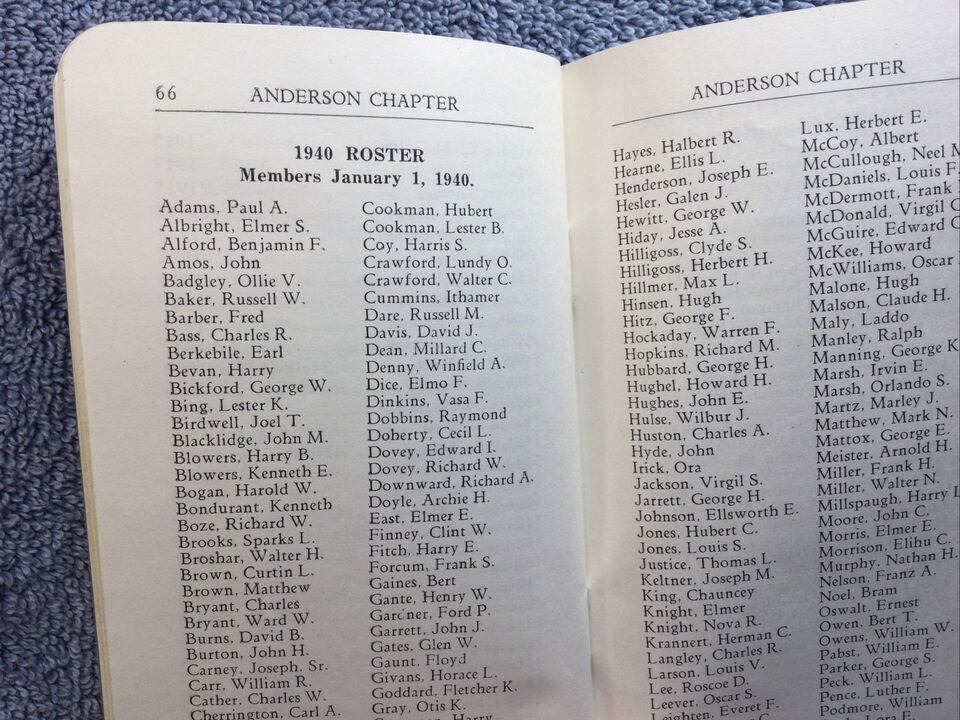 66 ANDERSON CHAPTER
1940 ROSTER
Members January 1, 1940.
Adams, Paul A.
Albright, Elmer S.
Alford, Benjamin F.
Amos, John
Badgley, Ollie V.
Baker, Russell W.
Barber, Fred
Bass, Charles R.
Berkebile, Earl
Bevan, Harry
Bickford, George W.
Bing, Lester K.
Birdwell, Joel T.
Blacklidge, John M.
Blowers, Harry B.
Blowers, Kenneth E.
Bogan, Harold W.
Bondurant, Kenneth
Boze, Richard W.
Brooks, Sparks L.
Broshar, Walter H.
Brown, Curtin L.
Brown, Matthew
Bryant, Charles
Bryant, Ward W.
Burns, David B.
Burton, John H.
Carney, Joseph. Sr.
Carr, William R.
Cather, Charles W.
Cherrington, Carl A.
Cookman, Hubert
Cookman, Lester B.
Coy, Harris S.
Crawford, Lundy O.
Crawford, Walter C.
Cummins, Ithamer
Dare, Russell M.
Davis, David J.
Dean, Millard C.
Denny, Winfield A.
Dice, Elmo F.
Dinkins, Vasa F.
Dobbins, Raymond
Doherty, Cecil L.
Dovey, Edward I.
Dovey, Richard W.
Downward, Richard A.
Doyle, Archie H.
East, Elmer E.
Finney, Clint W.
Fitch, Harry E.
Forcum, Frank S.
Gaines, Bert
Gante, Henry W.
Gardner, Ford P.
Garrett, John J.
Gates, Glen W.
Gaunt, Floyd
Givans, Horace L.
Goddard, Fletcher K.
Gray, Otis K.
Harry
ANDERSON CHAPTER
Hayes, Halbert R.
Hearne, Ellis L.
Henderson, Joseph E.
Hesler, Galen J.
Hewitt, George W.
Hiday, Jesse A.
Hilligoss, Clyde S.
Hilligoss, Herbert H.
Hillmer, Max L.
Hinsen, Hugh
Hitz, George F.
Hockaday, Warren F.
Hopkins, Richard M.
Hubbard, George H.
Hughel, Howard H.
Hughes, John E.
Hulse, Wilbur J.
Huston, Charles A.
Hyde, John
Irick, Ora
Jackson, Virgil S.
Jarrett, George H.
Johnson, Ellsworth E.
Jones, Hubert C.
Jones, Louis S.
Justice, Thomas L.
Keltner, Joseph M.
King, Chauncey
Knight, Elmer
Knight, Nova R.
Krannert, Herman C.
Langley, Charles R.
Larson, Louis V.
Lee, Roscoe D.
Leever, Oscar S.
Leighten, Everet F.
Lux, Herbert E.
McCoy, Albert
McCullough, Neel M
McDaniels, Louis F.
McDermott, Frank
McDonald, Virgil C
McGuire, Edward C
McKee, Howard
McWilliams, Oscar
Malone, Hugh
Malson, Claude H.
Maly, Laddo
Manley, Ralph
Manning, George K
Marsh, Irvin E.
Marsh, Orlando S.
Martz, Marley J.
Matthew, Mark N.
Mattox, George E.
Meister, Arnold H.
Miller, Frank H.
Miller, Walter N.
Millspaugh, Harry
Moore, John C.
Morris, Elmer E.
Morrison, Elihu C.
Murphy, Nathan H.
Nelson, Franz A.
Noel, Bram
Oswalt, Ernest
Owen, Bert T.
Owens, William W.
Pabst, William E.
Parker, George S.
Peck, William L.
Pence, Luther F.
Podmore, William